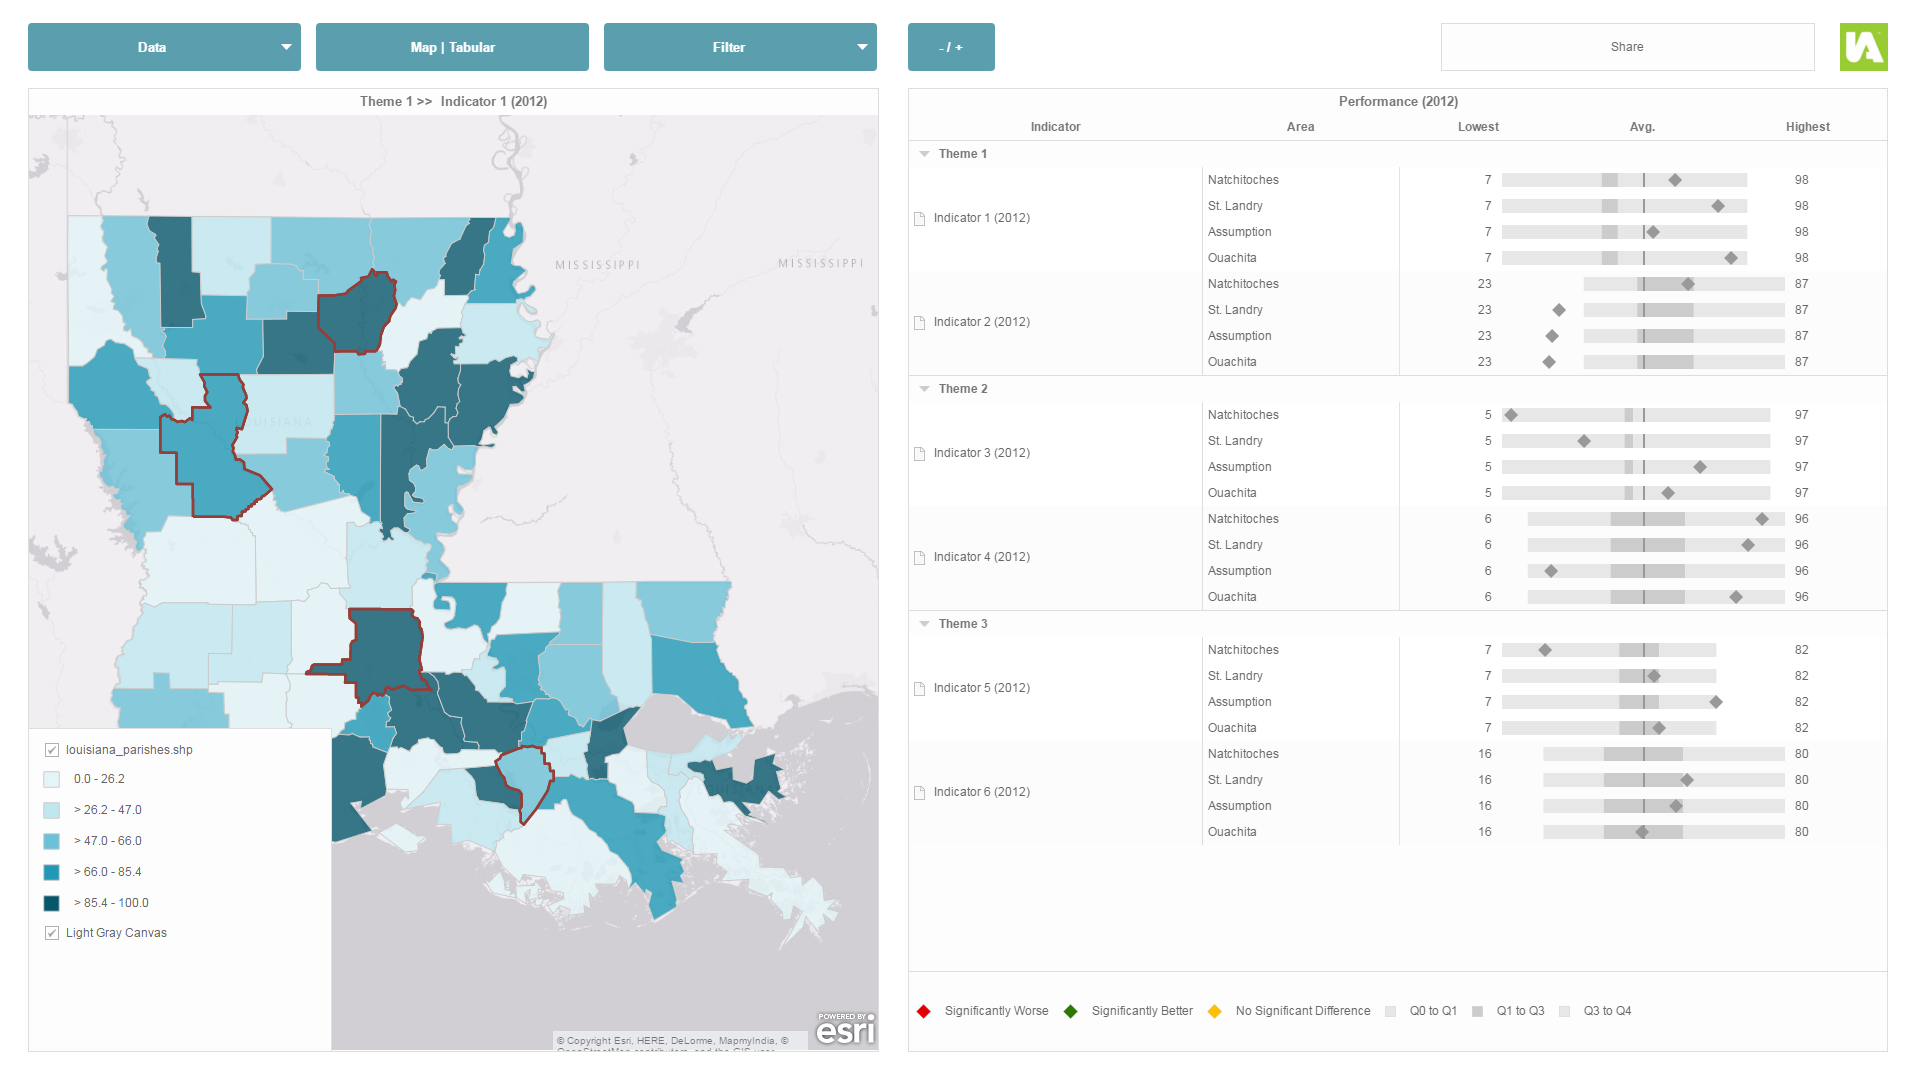 Data
Map | Tabular
Filter
- / +
Share
IA
Theme 1 >> Indicator 1 (2012)
MISSISSIPPI
MISSISSIPPI
UISIANA
louisiana_parishes.shp
0.0 - 26.2
> 26.2 - 47.0
> 47.0 - 66.0
> 66.0 - 85.4
> 85.4 - 100.0
Light Gray Canvas
POWERED BY
esri
© Copyright Esri, HERE, DeLorme, MapmyIndia, ©
OpenStreetMap contributors, and the GIS user
Performance (2012)
Indicator Area Lowest Avg. Highest
Theme 1
Indicator 1 (2012)
Natchitoches 7 98
St. Landry 7 98
Assumption 7 98
Ouachita 7 98
Indicator 2 (2012)
Natchitoches 23 87
St. Landry 23 87
Assumption 23 87
Ouachita 23 87
Theme 2
Indicator 3 (2012)
Natchitoches 5 97
St. Landry 5 97
Assumption 5 97
Ouachita 5 97
Indicator 4 (2012)
Natchitoches 6 96
St. Landry 6 96
Assumption 6 96
Ouachita 6 96
Theme 3
Indicator 5 (2012)
Natchitoches 7 82
St. Landry 7 82
Assumption 7 82
Ouachita 7 82
Indicator 6 (2012)
Natchitoches 16 80
St. Landry 16 80
Assumption 16 80
Ouachita 16 80
Significantly Worse Significantly Better No Significant Difference Q0 to Q1 Q1 to Q3 Q3 to Q4